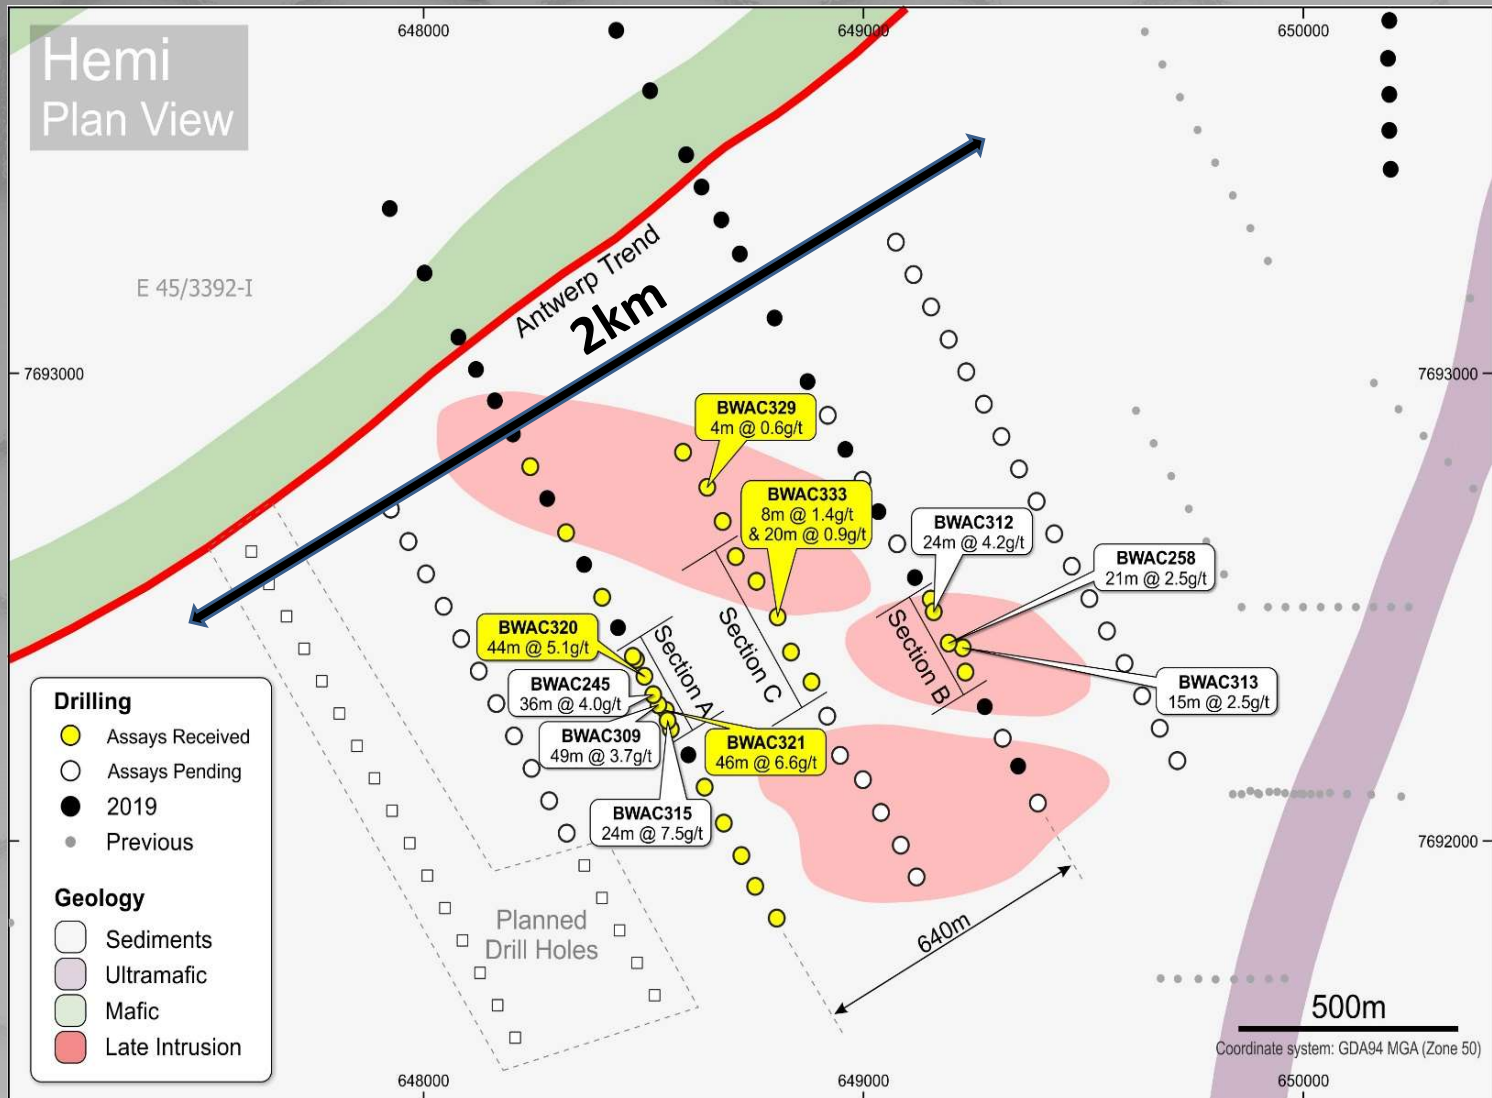 Hemi
Plan View
648000
649000
650000
E 45/3392-I
Antwerp Trend
2km
7693000
7693000
BWAC329
4m @ 0.6g/t
BWAC333
8m @ 1.4g/t
& 20m @ 0.9g/t
BWAC312
24m @ 4.2g/t
BWAC258
21m @ 2.5g/t
BWAC320
44m @ 5.1g/t
Section A
Section C
Section B
BWAC245
36m @ 4.0g/t
BWAC313
15m @ 2.5g/t
BWAC309
49m @ 3.7g/t
BWAC321
46m @ 6.6g/t
BWAC315
24m @ 7.5g/t
7692000
Drilling
Assays Received
Assays Pending
2019
Previous
Geology
Sediments
Ultramafic
Mafic
Late Intrusion
Planned
Drill Holes
640m
500m
Coordinate system: GDA94 MGA (Zone 50)
648000
649000
650000